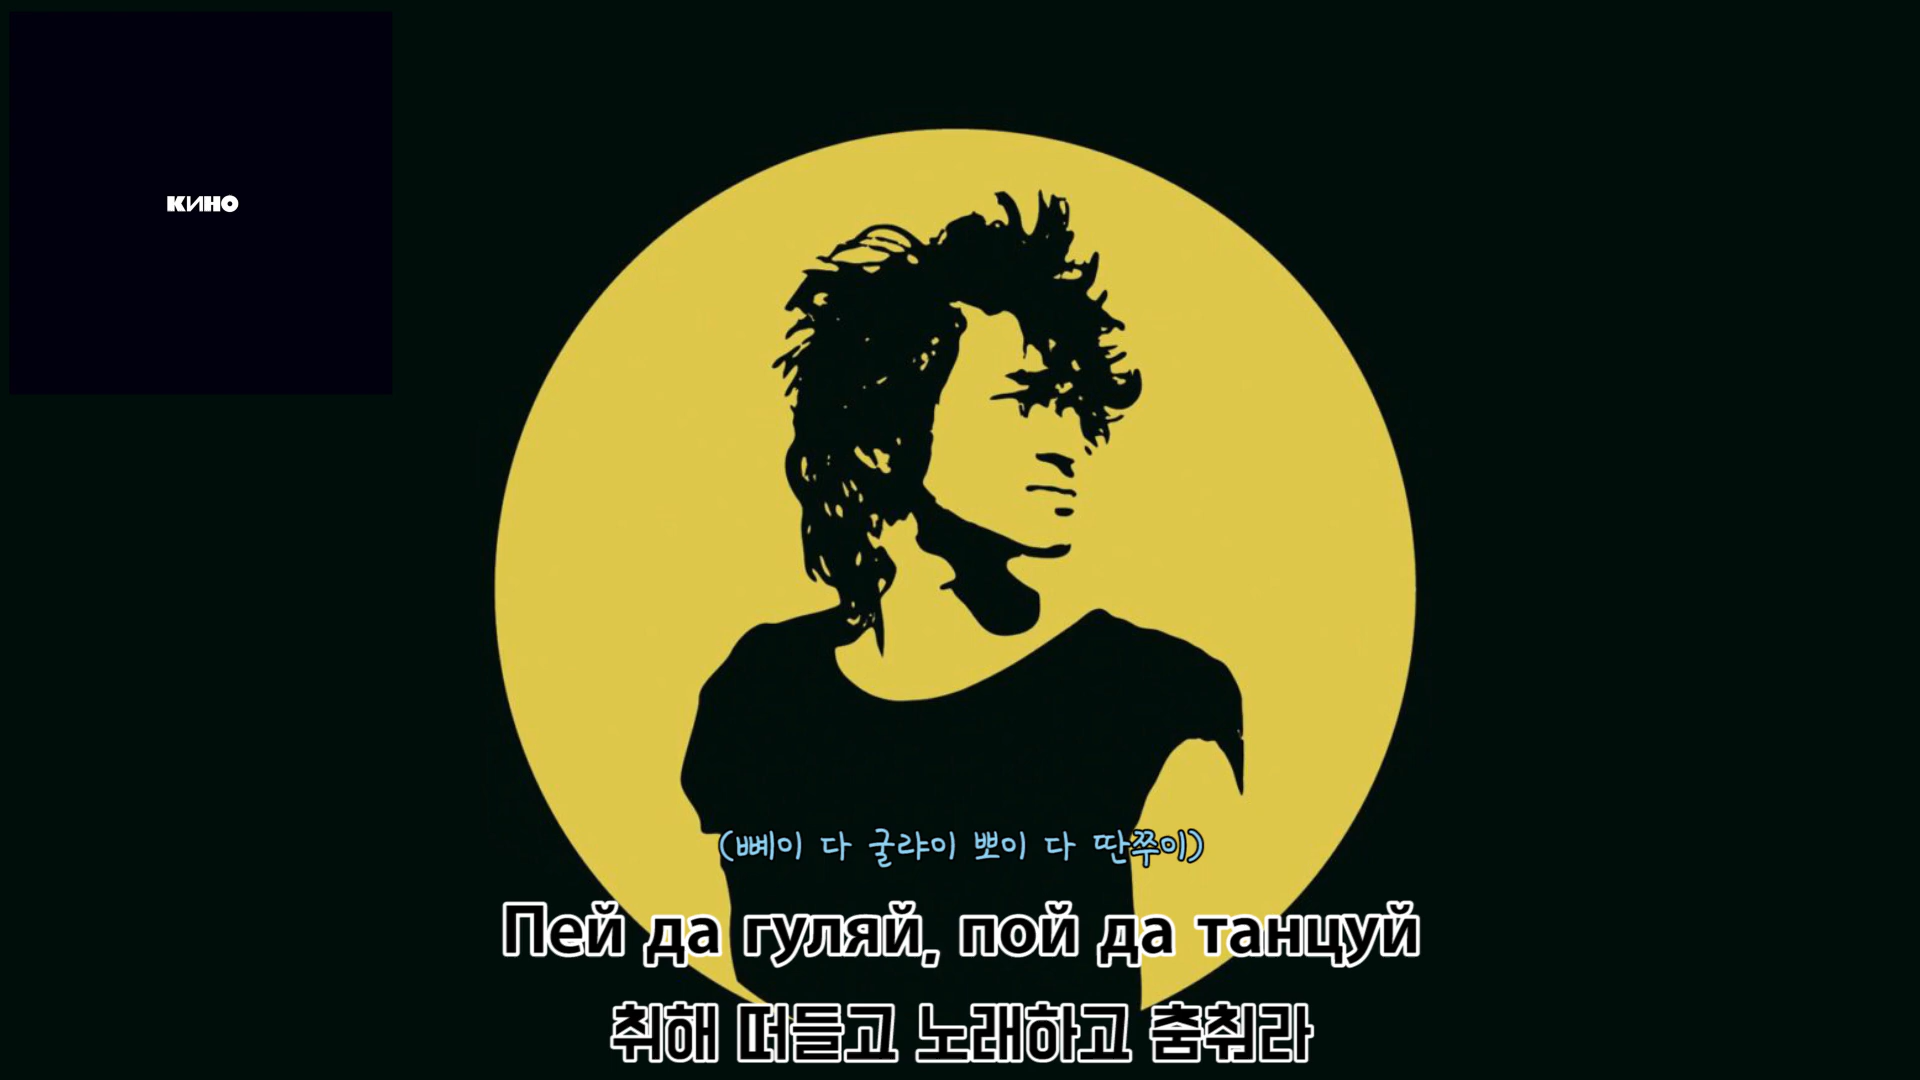 КИНО
(뼤이 다 굴랴이 뽀이 다 딴쭈이)
Пей да гуляй, пой да танцуй
취해 떠들고 노래하고 춤춰라